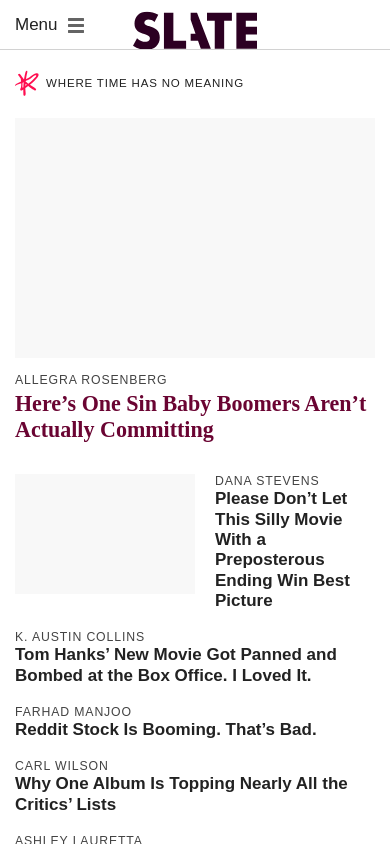 Menu
SLATE
WHERE TIME HAS NO MEANING
ALLEGRA ROSENBERG
Here’s One Sin Baby Boomers Aren’t
Actually Committing
DANA STEVENS
Please Don’t Let
This Silly Movie
With a
Preposterous
Ending Win Best
Picture
K. AUSTIN COLLINS
Tom Hanks’ New Movie Got Panned and
Bombed at the Box Office. I Loved It.
FARHAD MANJOO
Reddit Stock Is Booming. That’s Bad.
CARL WILSON
Why One Album Is Topping Nearly All the
Critics’ Lists
ASHLEY LAURETTA